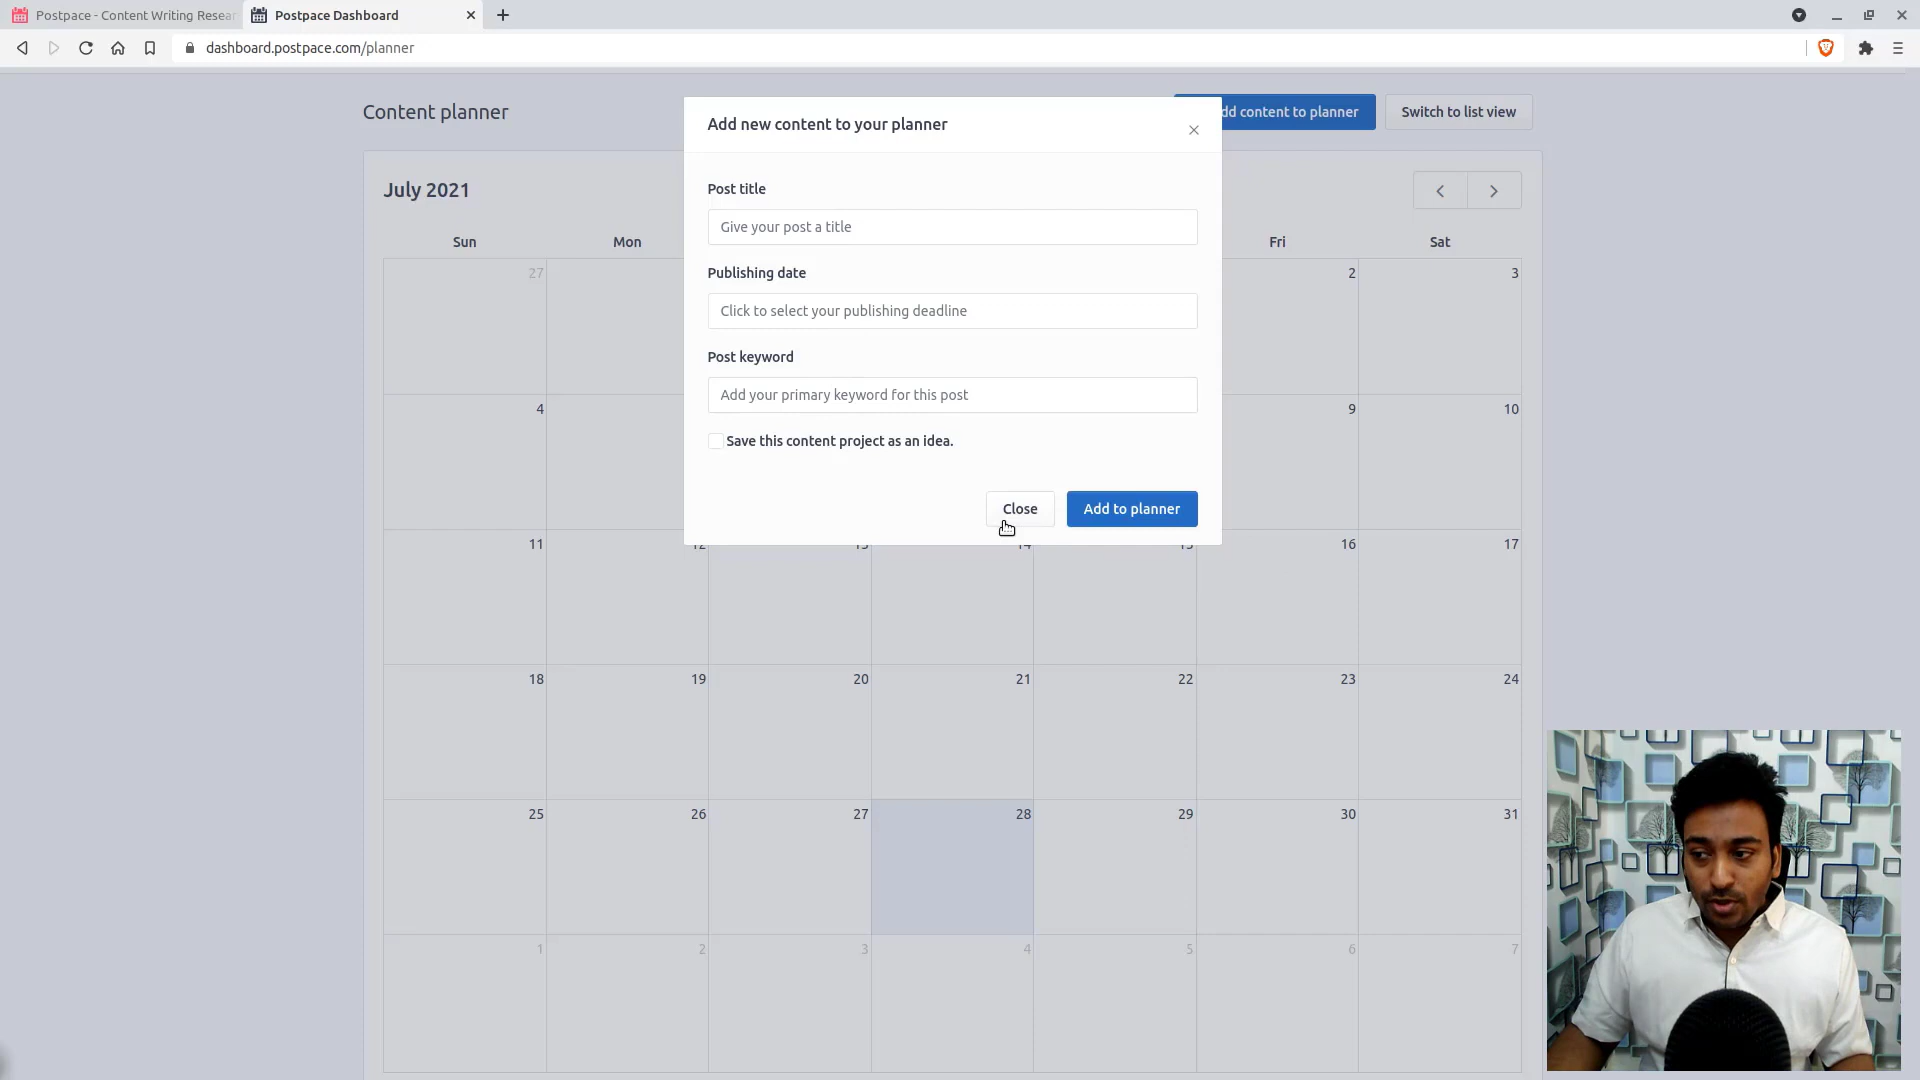 Postpace - Content Writing Resear
Postpace Dashboard
dashboard.postpace.com/planner
Content planner
dd content to planner
Switch to list view
Add new content to your planner
July 2021
Post title
Give your post a title
Sun Mon Fri Sat
Publishing date
27 2 3
Click to select your publishing deadline
Post keyword
Add your primary keyword for this post
4 9 10
Save this content project as an idea.
Close Add to planner
11 12 13 14 15 16 17
18 19 20 21 22 23 24
25 26 27 28 29 30 31
1 2 3 4 5 6 7